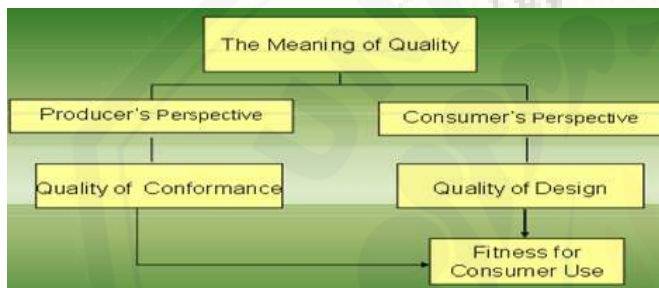 The Meaning of Quality
Producer's Perspective
Consumer's Perspective
Quality of Conformance
Quality of Design
Fitness for
Consumer Use